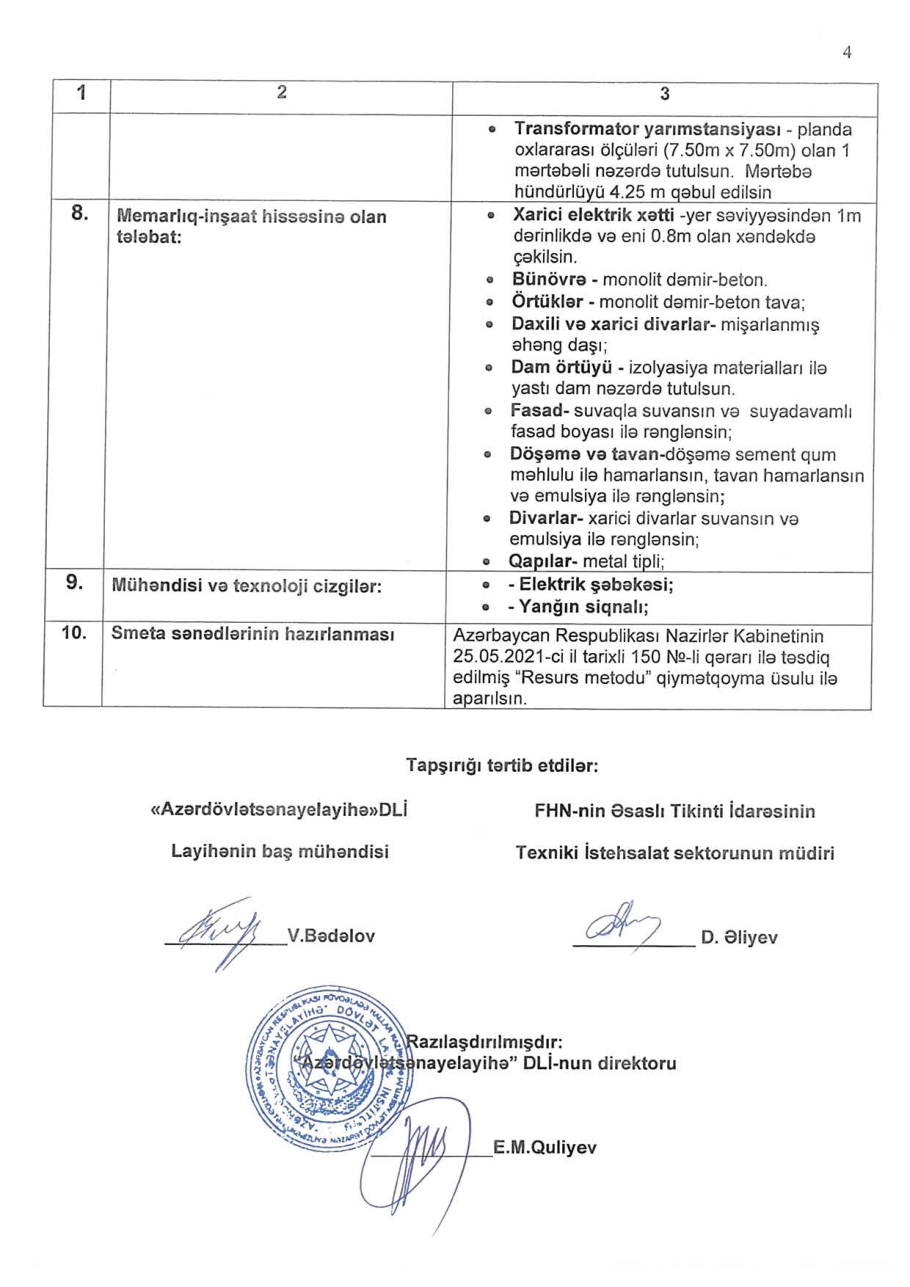 4
1 2 3
• Transformator yarımstansiyası - planda
oxlararası ölçüləri (7.50m x 7.50m) olan 1
mərtəbəli nəzərdə tutulsun. Mərtəbə
hündürlüyü 4.25 m qəbul edilsin
8. Memarlıq-inşaat hissəsinə olan
tələbat:
• Xarici elektrik xətti -yer səviyyəsindən 1m
dərinlikdə və eni 0.8m olan xəndəkdə
çəkilsin.
• Bünövrə - monolit dəmir-beton.
• Örtüklər - monolit dəmir-beton tava;
• Daxili və xarici divarlar- mişarlanmış
əhəng daşı;
• Dam örtüyü - izolyasiya materialları ilə
yastı dam nəzərdə tutulsun.
• Fasad- suvaqla suvansın və suyadavamlı
fasad boyası ilə rənglənsin;
• Döşəmə və tavan-döşəmə sement qum
məhlulu ilə hamarlansın, tavan hamarlansın
və emulsiya ilə rənglənsin;
• Divarlar- xarici divarlar suvansın və
emulsiya ilə rənglənsin;
• Qapılar- metal tipli;
9. Mühəndisi və texnoloji cizgilər:
• - Elektrik şəbəkəsi;
• - Yanğın siqnalı;
10. Smeta sənədlərinin hazırlanması
Azərbaycan Respublikası Nazirlər Kabinetinin
25.05.2021-ci il tarixli 150 №-li qərarı ilə təsdiq
edilmiş “Resurs metodu” qiymətqoyma üsulu ilə
aparılsın.
Tapşırığı tərtib etdilər:
«Azərdövlətsənayelayihə»DLİ FHN-nin Əsaslı Tikinti İdarəsinin
Layihənin baş mühəndisi Texniki İstehsalat sektorunun müdiri
V.Bədəlov D. Əliyev
Razılaşdırılmışdır:
“Azərdövlətsənayelayihə” DLİ-nun direktoru
E.M.Quliyev